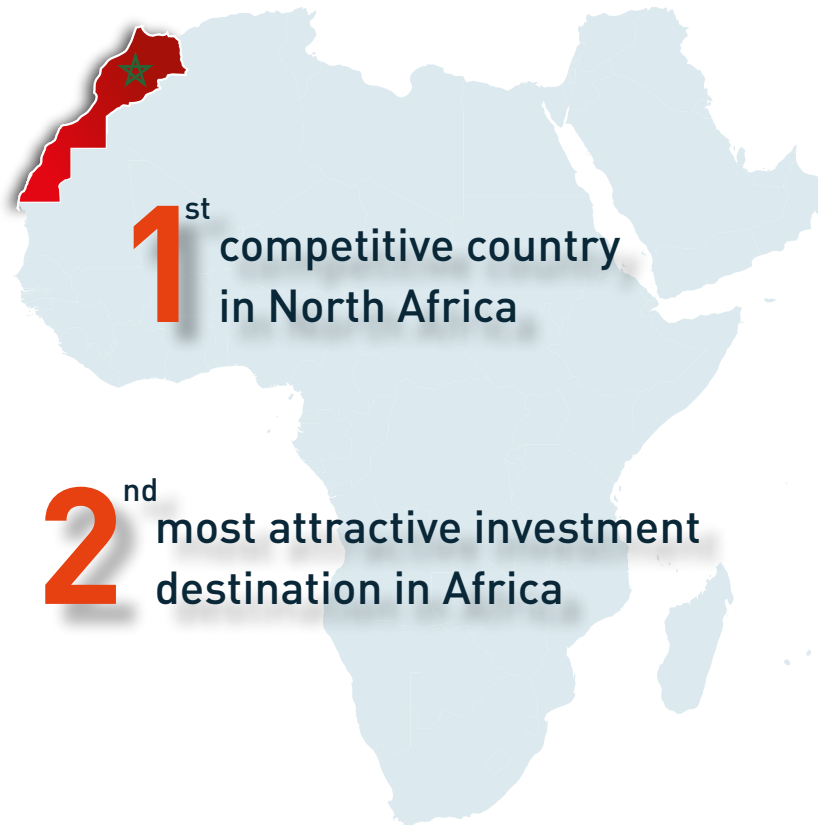 1st
competitive country
in North Africa
2nd
most attractive investment
destination in Africa